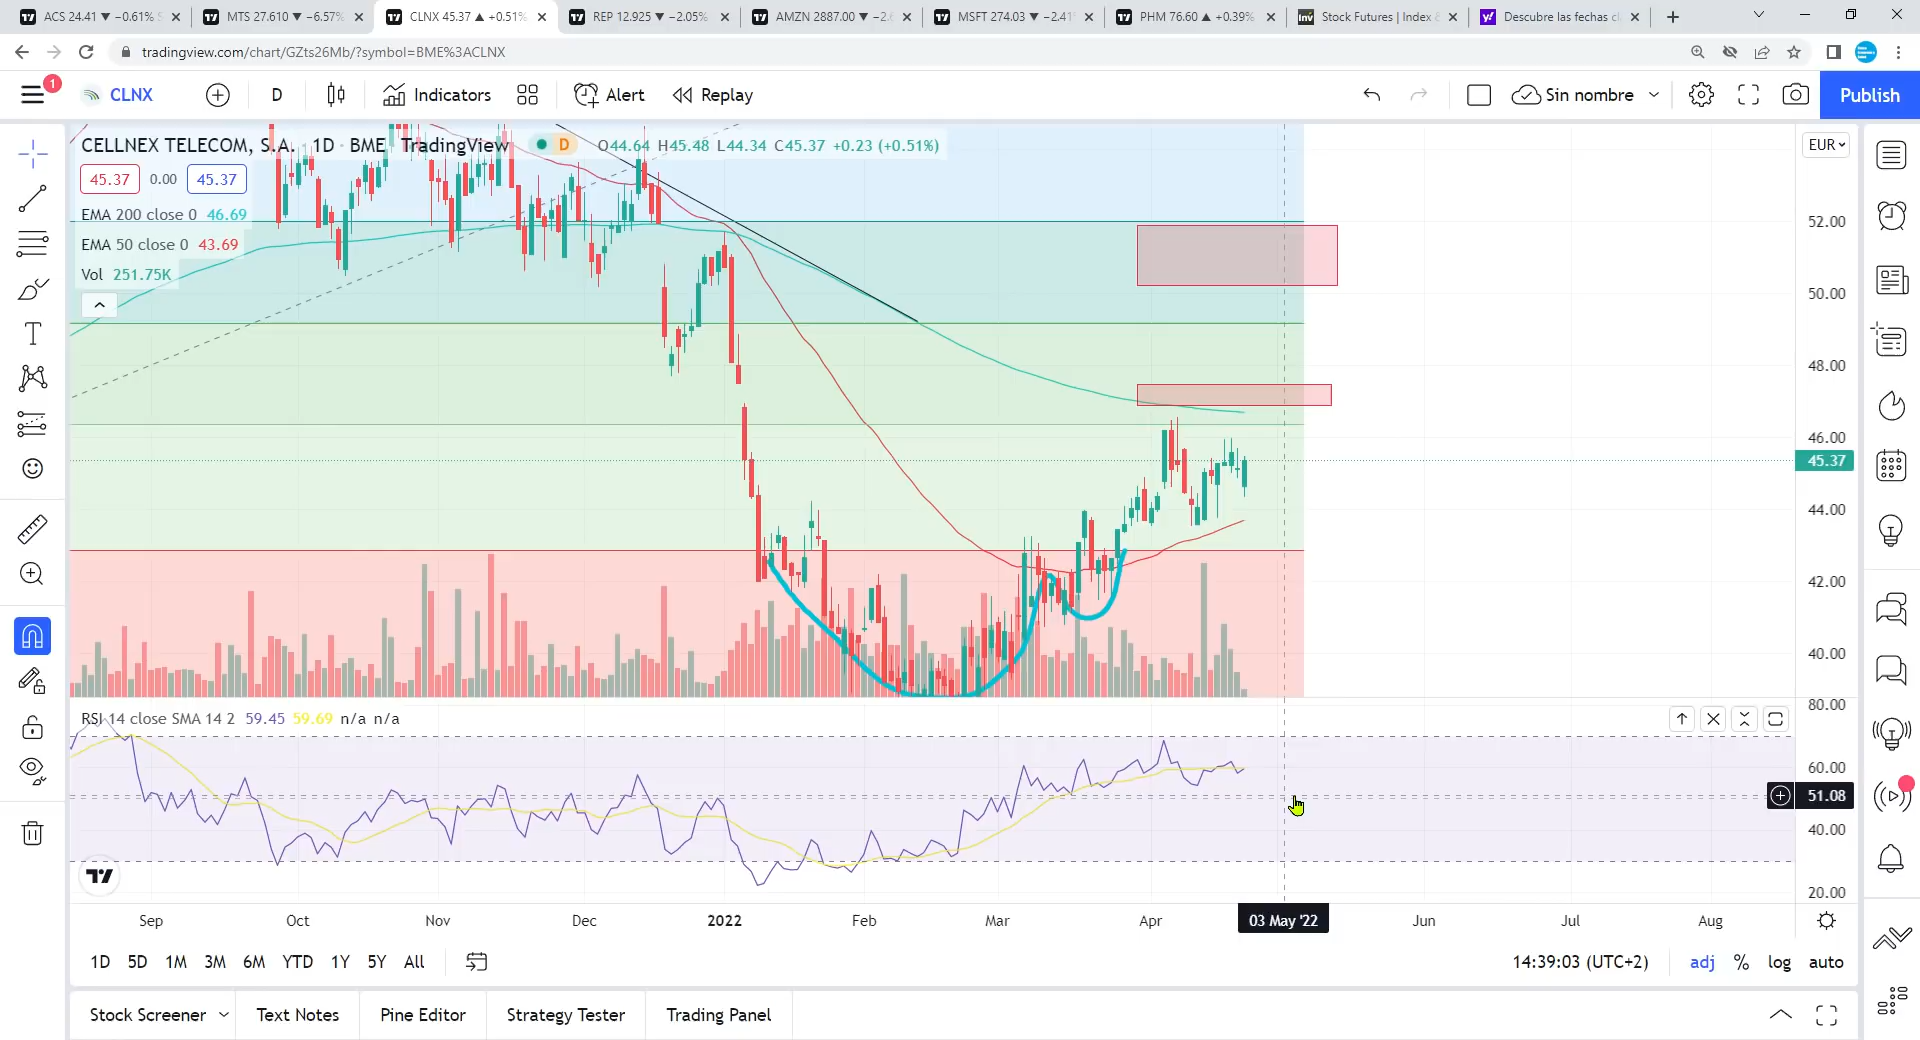 ACS 24.41 ▼ −0.61% S
MTS 27.610 ▼ −6.57%
CLNX 45.37 ▲ +0.51%
REP 12.925 ▼ −2.05%
AMZN 2887.00 ▼ −2.
MSFT 274.03 ▼ −2.41
PHM 76.60 ▲ +0.39%
Stock Futures | Index
Descubre las fechas c
tradingview.com/chart/GZts26Mb/?symbol=BME%3ACLNX
1
CLNX
D
Indicators
Alert
Replay
Sin nombre
Publish
CELLNEX TELECOM, S.A. · 1D · BME · TradingView
D
O44.64 H45.48 L44.34 C45.37 +0.23 (+0.51%)
EUR
45.37 0.00 45.37
EMA 200 close 0 46.69
EMA 50 close 0 43.69
Vol 251.75K
52.00
50.00
48.00
46.00
45.37
44.00
42.00
40.00
RSI 14 close SMA 14 2 59.45 59.69 n/a n/a
80.00
60.00
51.08
40.00
20.00
Sep Oct Nov Dec 2022 Feb Mar Apr 03 May '22 Jun Jul Aug
1D 5D 1M 3M 6M YTD 1Y 5Y All
14:39:03 (UTC+2) adj % log auto
Stock Screener Text Notes Pine Editor Strategy Tester Trading Panel